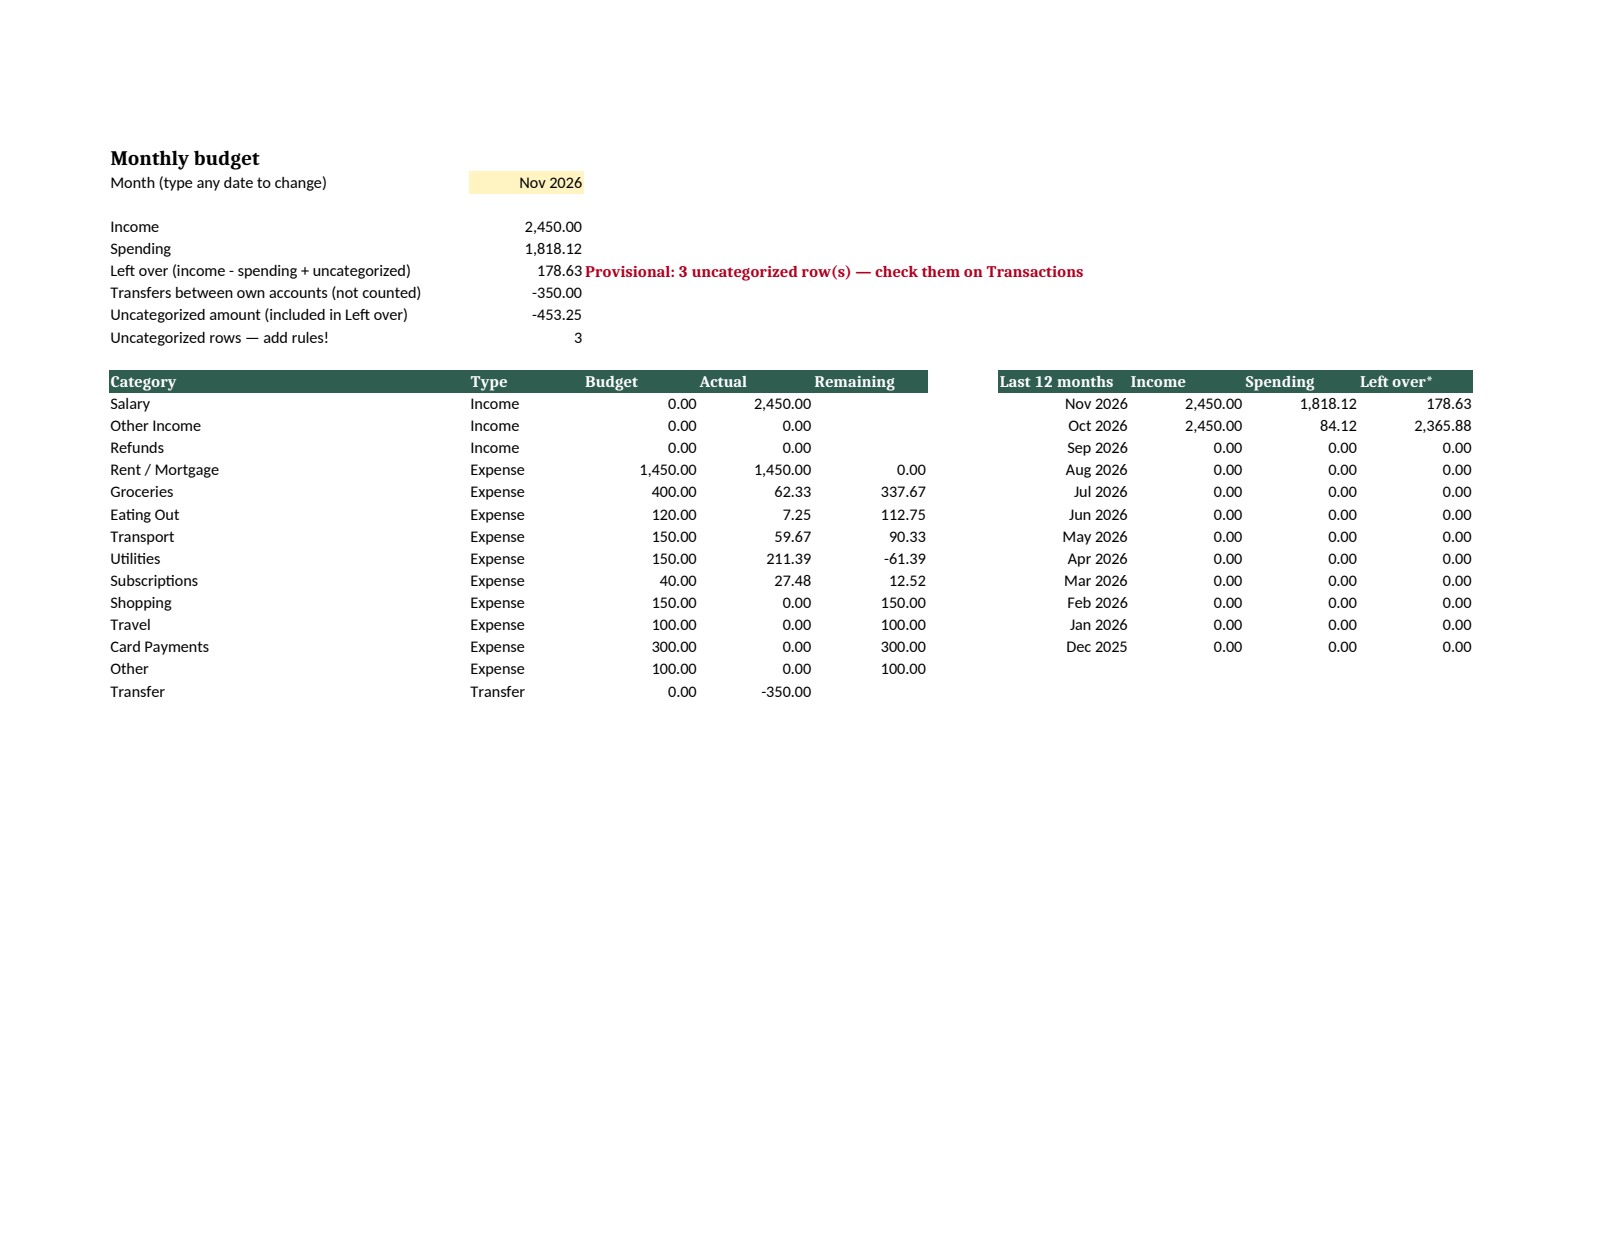 Monthly budget
Month (type any date to change) Nov 2026
Income 2,450.00
Spending 1,818.12
Left over (income - spending + uncategorized) 178.63 Provisional: 3 uncategorized row(s) — check them on Transactions
Transfers between own accounts (not counted) -350.00
Uncategorized amount (included in Left over) -453.25
Uncategorized rows — add rules! 3
Category Type Budget Actual Remaining Last 12 months Income Spending Left over*
Salary Income 0.00 2,450.00 Nov 2026 2,450.00 1,818.12 178.63
Other Income Income 0.00 0.00 Oct 2026 2,450.00 84.12 2,365.88
Refunds Income 0.00 0.00 Sep 2026 0.00 0.00 0.00
Rent / Mortgage Expense 1,450.00 1,450.00 0.00 Aug 2026 0.00 0.00 0.00
Groceries Expense 400.00 62.33 337.67 Jul 2026 0.00 0.00 0.00
Eating Out Expense 120.00 7.25 112.75 Jun 2026 0.00 0.00 0.00
Transport Expense 150.00 59.67 90.33 May 2026 0.00 0.00 0.00
Utilities Expense 150.00 211.39 -61.39 Apr 2026 0.00 0.00 0.00
Subscriptions Expense 40.00 27.48 12.52 Mar 2026 0.00 0.00 0.00
Shopping Expense 150.00 0.00 150.00 Feb 2026 0.00 0.00 0.00
Travel Expense 100.00 0.00 100.00 Jan 2026 0.00 0.00 0.00
Card Payments Expense 300.00 0.00 300.00 Dec 2025 0.00 0.00 0.00
Other Expense 100.00 0.00 100.00
Transfer Transfer 0.00 -350.00